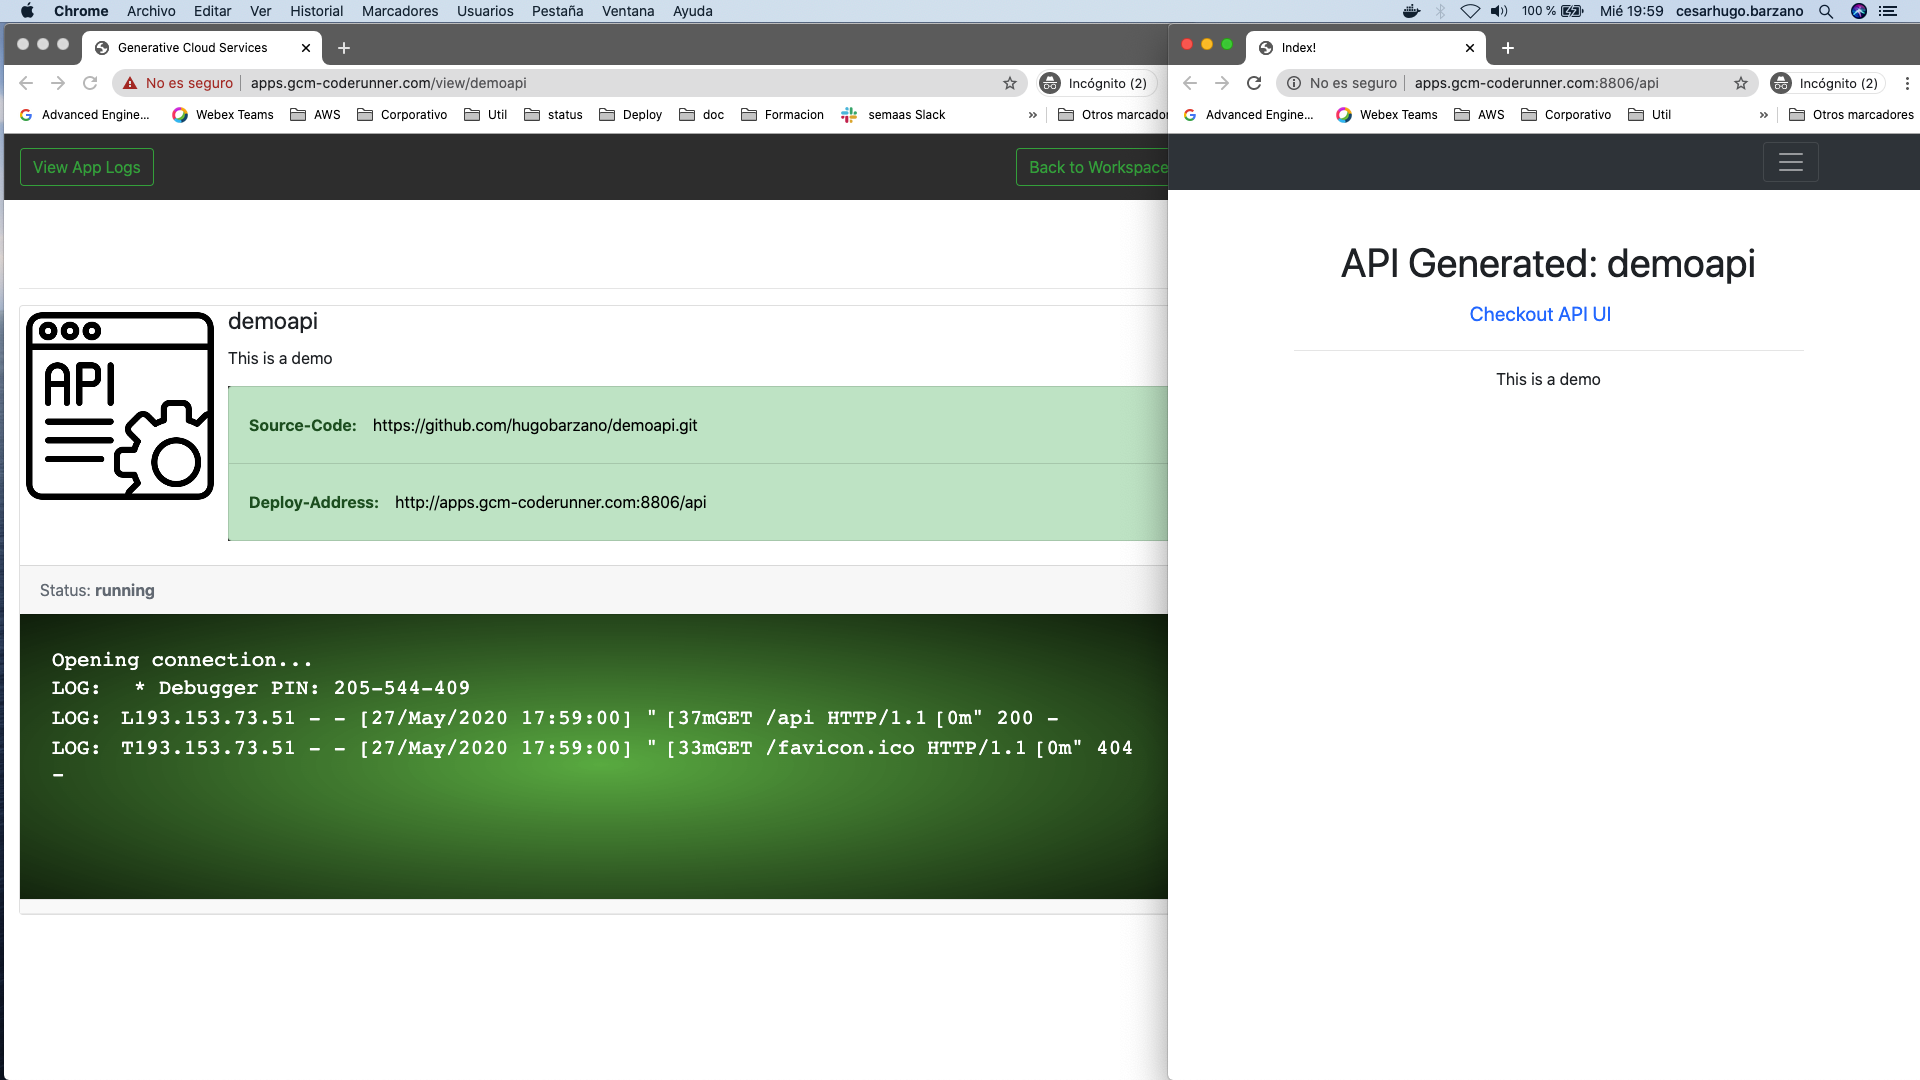 Chrome Archivo Editar Ver Historial Marcadores Usuarios Pestaña Ventana Ayuda 100 % Mié 19:59 cesarhugo.barzano
Generative Cloud Services
No es seguro apps.gcm-coderunner.com/view/demoapi Incógnito (2)
Advanced Engine... Webex Teams AWS Corporativo Util status Deploy doc Formacion semaas Slack » Otros marcador
View App Logs Back to Workspace
demoapi
This is a demo
API
Source-Code: https://github.com/hugobarzano/demoapi.git
Deploy-Address: http://apps.gcm-coderunner.com:8806/api
Status: running
Opening connection...
LOG: * Debugger PIN: 205-544-409
LOG: L193.153.73.51 - - [27/May/2020 17:59:00] "[37mGET /api HTTP/1.1[0m" 200 -
LOG: T193.153.73.51 - - [27/May/2020 17:59:00] "[33mGET /favicon.ico HTTP/1.1[0m" 404
-
Index!
No es seguro apps.gcm-coderunner.com:8806/api Incógnito (2)
Advanced Engine... Webex Teams AWS Corporativo Util » Otros marcadores
API Generated: demoapi
Checkout API UI
This is a demo